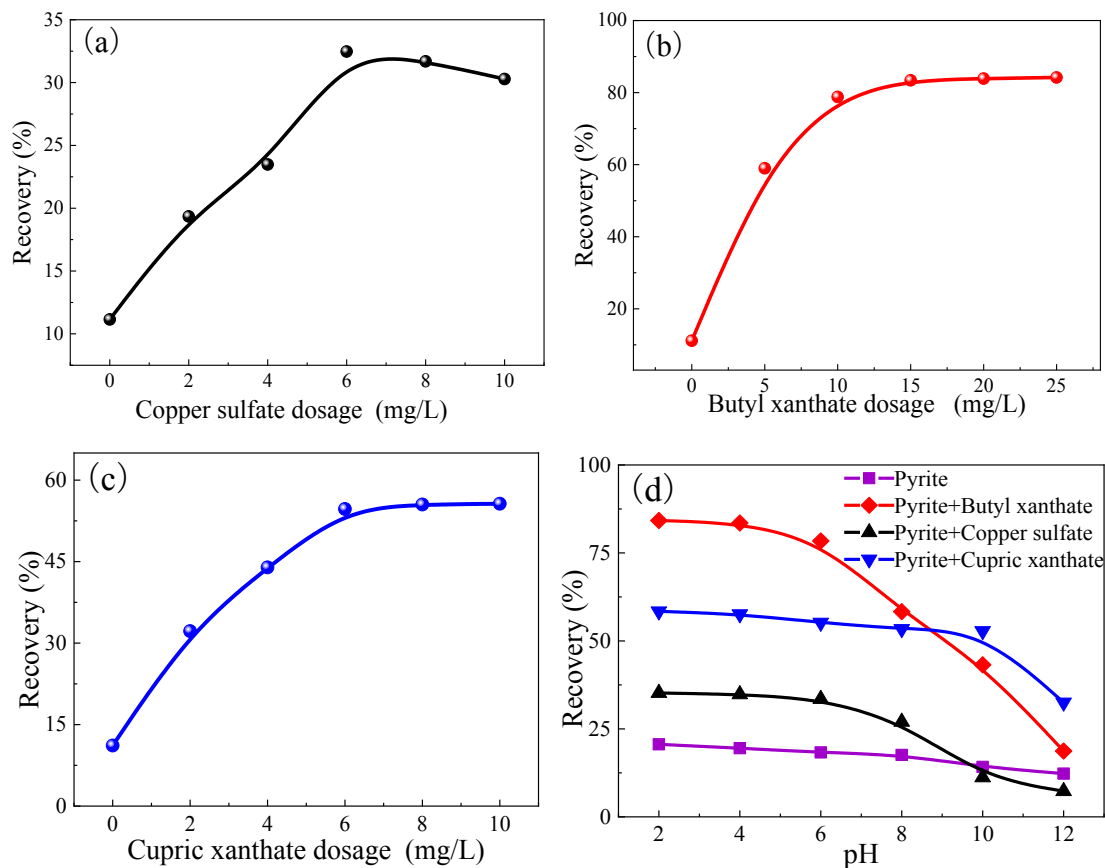 (a)
Recovery (%)
35
30
25
20
15
10
0 2 4 6 8 10
Copper sulfate dosage (mg/L)
(b)
Recovery (%)
100
80
60
40
20
0 5 10 15 20 25
Butyl xanthate dosage (mg/L)
(c)
Recovery (%)
60
45
30
15
0
0 2 4 6 8 10
Cupric xanthate dosage (mg/L)
(d)
Recovery (%)
100
75
50
25
0
Pyrite
Pyrite+Butyl xanthate
Pyrite+Copper sulfate
Pyrite+Cupric xanthate
2 4 6 8 10 12
pH